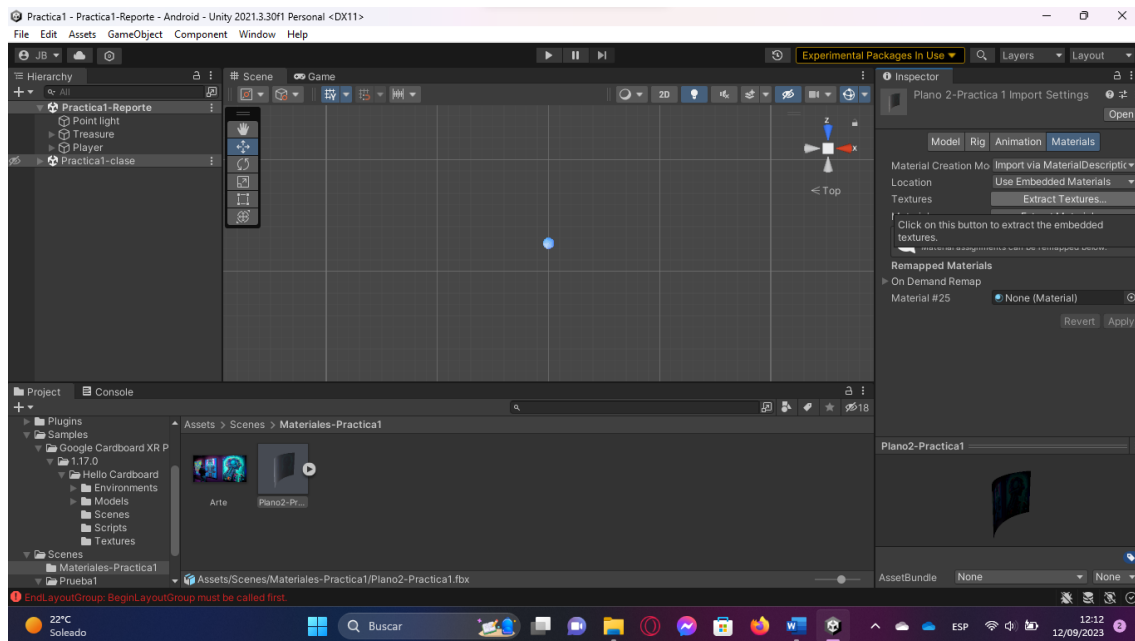 Practica1 - Practica1-Reporte - Android - Unity 2021.3.30f1 Personal <DX11>
File Edit Assets GameObject Component Window Help
JB Experimental Packages In Use Layers Layout
Hierarchy
All
Practica1-Reporte
Point light
Treasure
Player
Practica1-clase
Scene Game
2D
z
x
Top
Inspector
Plano 2-Practica 1 Import Settings
Open
Model Rig Animation Materials
Material Creation Mo Import via MaterialDescriptic
Location Use Embedded Materials
Textures Extract Textures...
Click on this button to extract the embedded
textures.
Material assignments can be remapped below.
Remapped Materials
On Demand Remap
Material #25 None (Material)
Revert Apply
Project Console
18
Plugins
Samples
Google Cardboard XR P
1.17.0
Hello Cardboard
Environments
Models
Scenes
Scripts
Textures
Scenes
Materiales-Practica1
Prueba1
Assets > Scenes > Materiales-Practica1
Arte Plano2-Pr...
Assets/Scenes/Materiales-Practica1/Plano2-Practica1.fbx
Plano2-Practica1
AssetBundle None None
EndLayoutGroup: BeginLayoutGroup must be called first.
22°C
Soleado
Buscar
ESP
12:12
12/09/2023
2